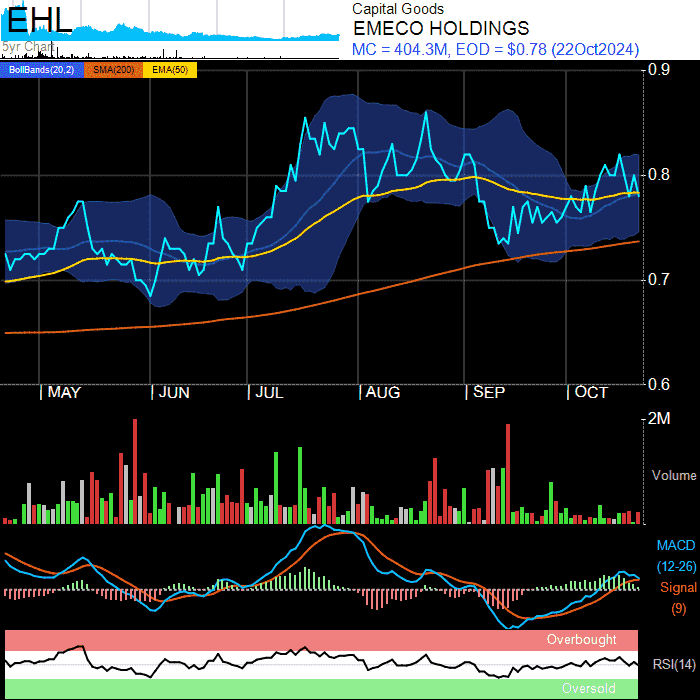 EHL
5yr Chart
Capital Goods
EMECO HOLDINGS
MC = 404.3M, EOD = $0.78 (22Oct2024)
BollBands(20,2) SMA(200) EMA(50)
0.9
0.8
0.7
0.6
MAY JUN JUL AUG SEP OCT
2M
Volume
MACD
(12-26)
Signal
(9)
Overbought
RSI(14)
Oversold